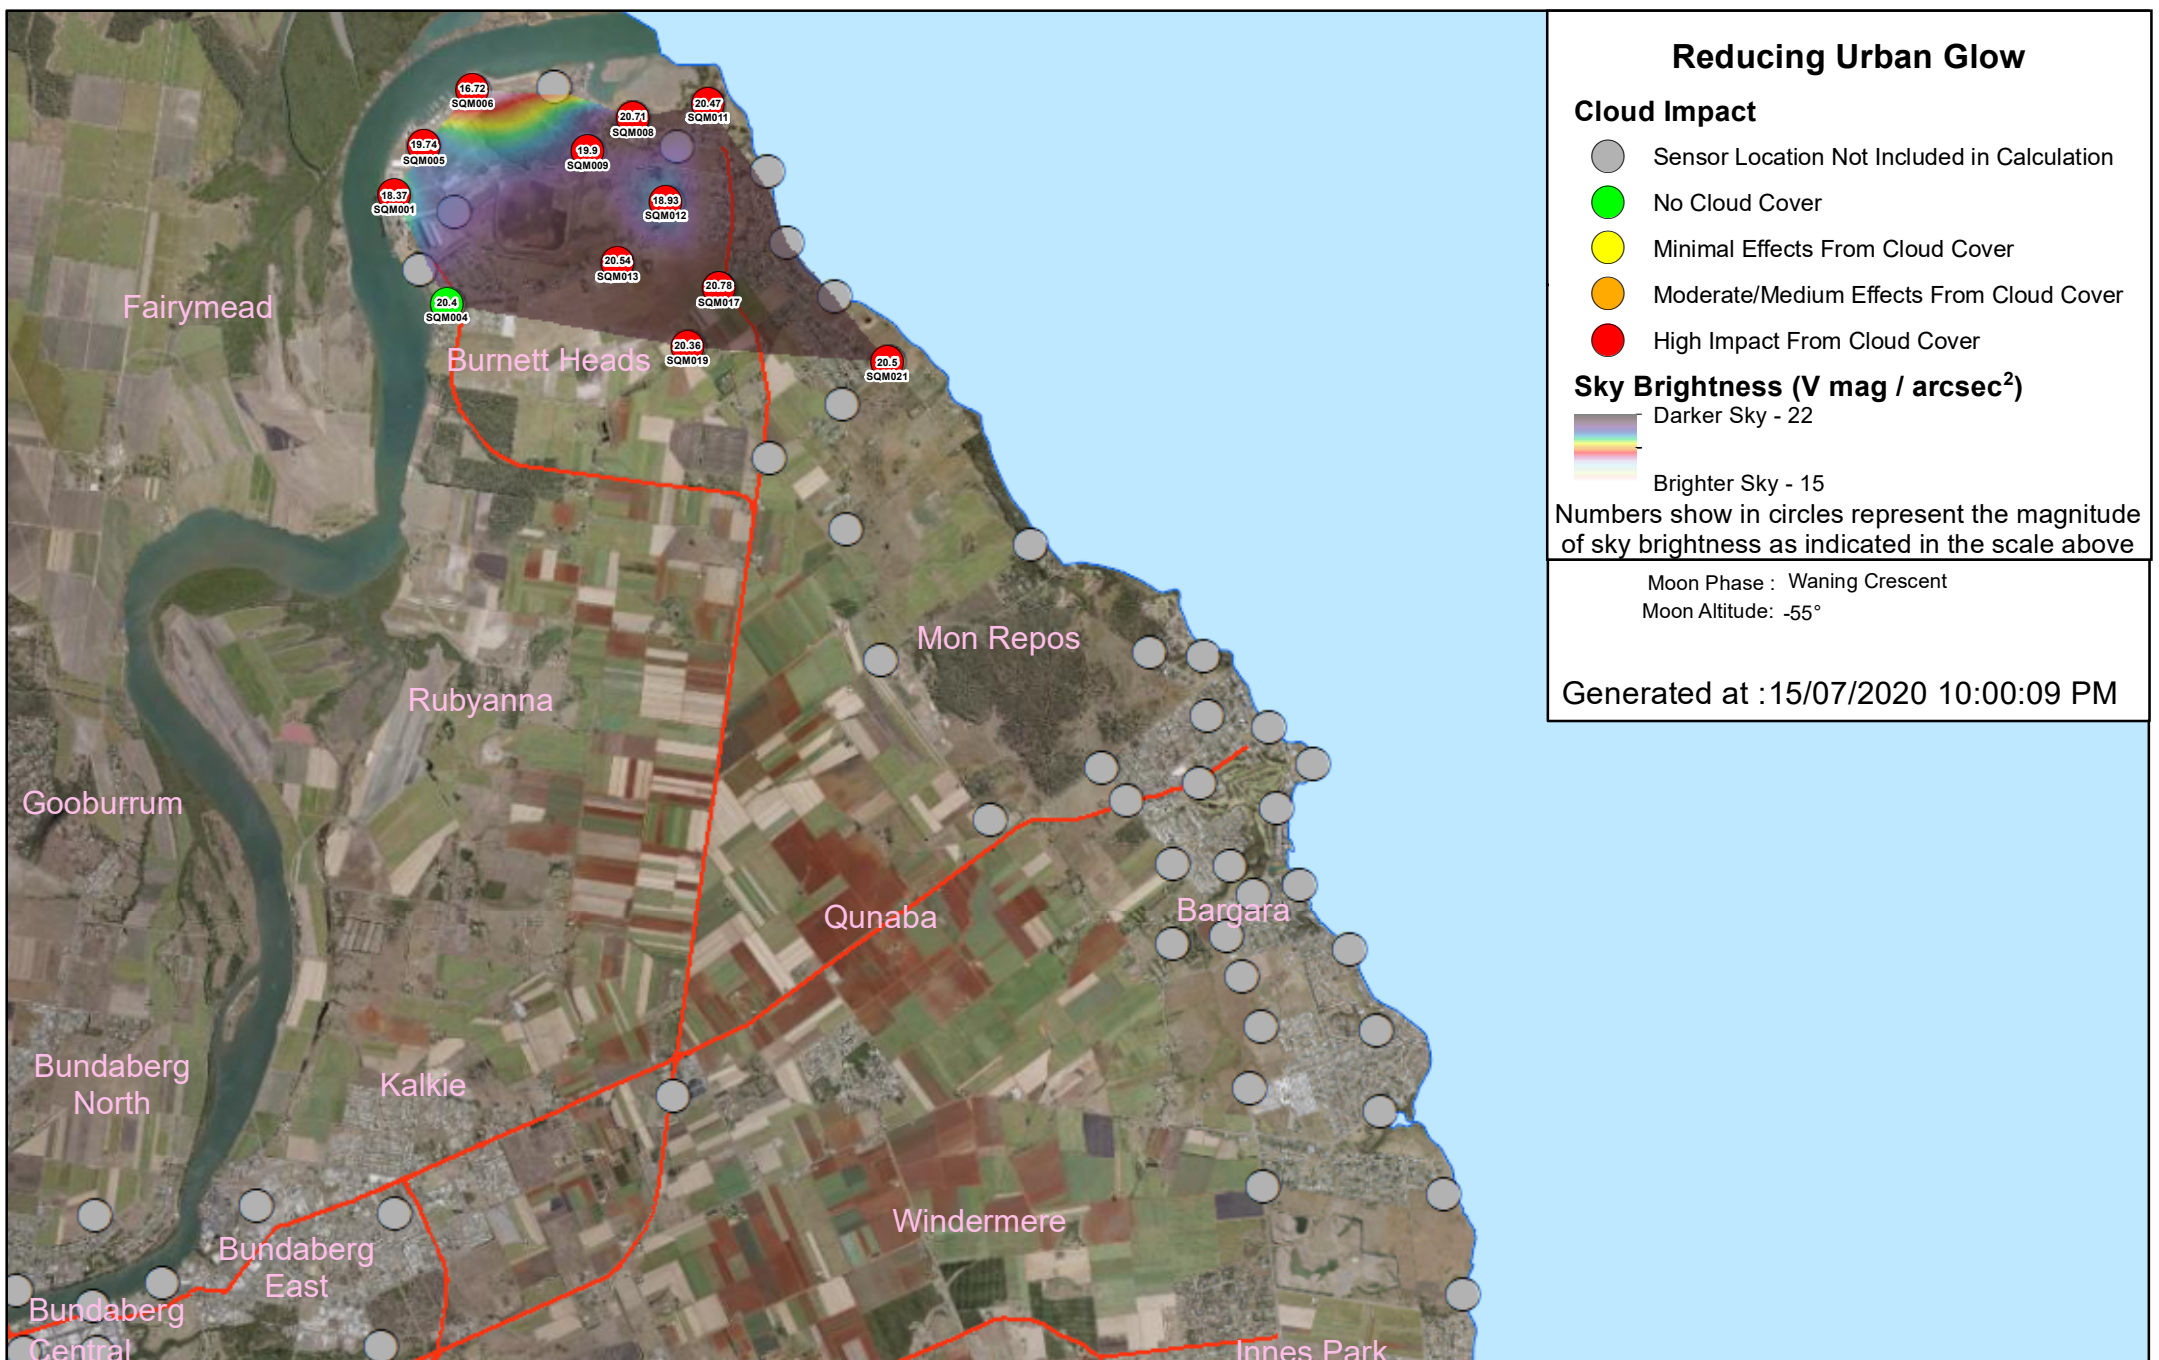 Reducing Urban Glow
Cloud Impact
Sensor Location Not Included in Calculation
No Cloud Cover
Minimal Effects From Cloud Cover
Moderate/Medium Effects From Cloud Cover
High Impact From Cloud Cover
Sky Brightness (V mag / arcsec²)
Darker Sky - 22
Brighter Sky - 15
Numbers show in circles represent the magnitude
of sky brightness as indicated in the scale above
Moon Phase : Waning Crescent
Moon Altitude: -55°
Generated at :15/07/2020 10:00:09 PM
16.72
SQM006
20.47
SQM011
20.71
SQM008
19.74
SQM005
19.9
SQM009
18.37
SQM001
18.93
SQM012
20.54
SQM013
20.78
SQM017
20.4
SQM004
20.36
SQM019
20.5
SQM021
Fairymead
Burnett Heads
Mon Repos
Rubyanna
Gooburrum
Qunaba
Bargara
Bundaberg
North
Kalkie
Windermere
Bundaberg
East
Bundaberg
Central
Innes Park